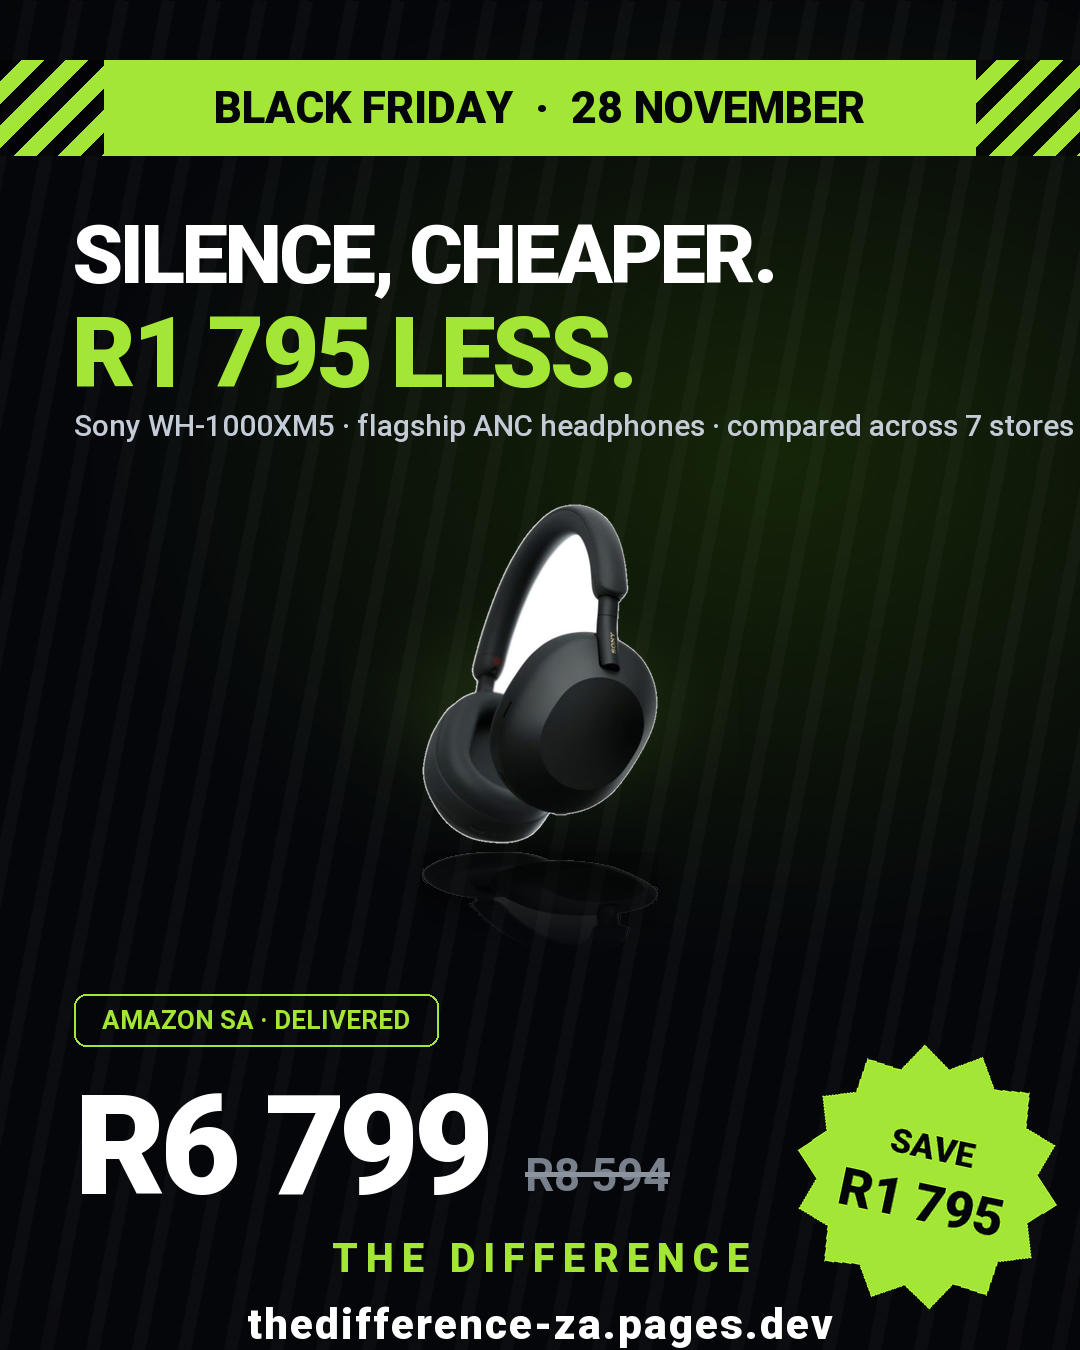 BLACK FRIDAY · 28 NOVEMBER
SILENCE, CHEAPER.
R1 795 LESS.
Sony WH-1000XM5 · flagship ANC headphones · compared across 7 stores
SONY
AMAZON SA · DELIVERED
R6 799 R8 594
SAVE
R1 795
THE DIFFERENCE
thedifference-za.pages.dev